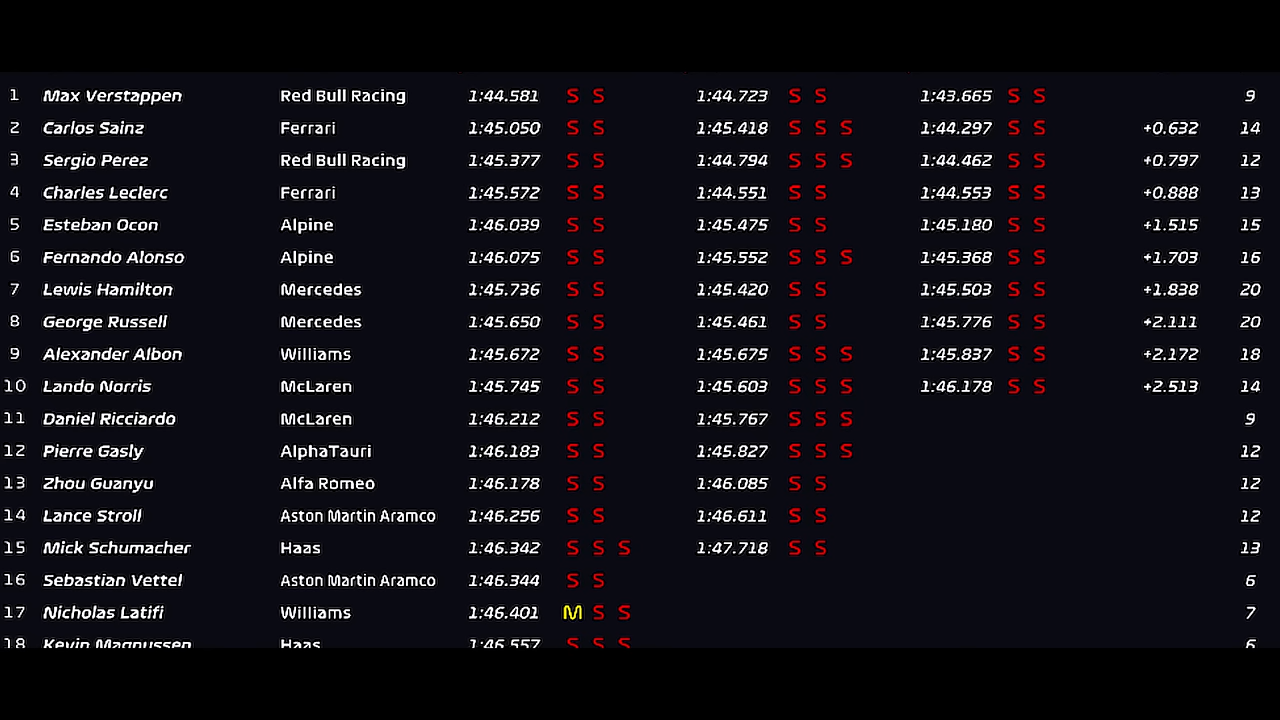 1 Max Verstappen Red Bull Racing 1:44.581 S S 1:44.723 S S 1:43.665 S S 9
2 Carlos Sainz Ferrari 1:45.050 S S 1:45.418 S S S 1:44.297 S S +0.632 14
3 Sergio Perez Red Bull Racing 1:45.377 S S 1:44.794 S S S 1:44.462 S S +0.797 12
4 Charles Leclerc Ferrari 1:45.572 S S 1:44.551 S S 1:44.553 S S +0.888 13
5 Esteban Ocon Alpine 1:46.039 S S 1:45.475 S S 1:45.180 S S +1.515 15
6 Fernando Alonso Alpine 1:46.075 S S 1:45.552 S S S 1:45.368 S S +1.703 16
7 Lewis Hamilton Mercedes 1:45.736 S S 1:45.420 S S 1:45.503 S S +1.838 20
8 George Russell Mercedes 1:45.650 S S 1:45.461 S S 1:45.776 S S +2.111 20
9 Alexander Albon Williams 1:45.672 S S 1:45.675 S S S 1:45.837 S S +2.172 18
10 Lando Norris McLaren 1:45.745 S S 1:45.603 S S S 1:46.178 S S +2.513 14
11 Daniel Ricciardo McLaren 1:46.212 S S 1:45.767 S S S 9
12 Pierre Gasly AlphaTauri 1:46.183 S S 1:45.827 S S S 12
13 Zhou Guanyu Alfa Romeo 1:46.178 S S 1:46.085 S S 12
14 Lance Stroll Aston Martin Aramco 1:46.256 S S 1:46.611 S S 12
15 Mick Schumacher Haas 1:46.342 S S S 1:47.718 S S 13
16 Sebastian Vettel Aston Martin Aramco 1:46.344 S S 6
17 Nicholas Latifi Williams 1:46.401 M S S 7
18 Kevin Magnussen Haas 1:46.557 S S S 6